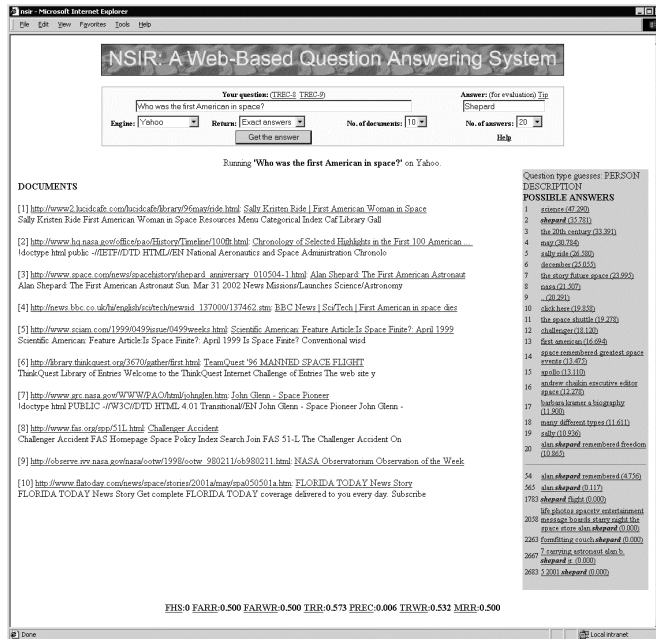 nsir - Microsoft Internet Explorer
File Edit View Favorites Tools Help
NSIR: A Web-Based Question Answering System
Your question: (TREC-8 TREC-9)
Answer: (for evaluation) Tip
Who was the first American in space?
Shepard
Engine: Yahoo Return: Exact answers No. of documents: 10 No. of answers: 20
Get the answer
Help
Running 'Who was the first American in space?' on Yahoo.
DOCUMENTS
[1] http://www2.lucidcafe.com/lucidcafe/library/96may/ride.html: Sally Kristen Ride | First American Woman in Space
Sally Kristen Ride First American Woman in Space Resources Menu Categorical Index Caf Library Gall
[2] http://www.hq.nasa.gov/office/pao/History/Timeline/100flt.html: Chronology of Selected Highlights in the First 100 American ....
!doctype html public -//IETF//DTD HTML//EN National Aeronautics and Space Administration Chronolo
[3] http://www.space.com/news/spacehistory/shepard_anniversary_010504-1.html: Alan Shepard: The First American Astronaut
Alan Shepard: The First American Astronaut Sun. Mar 31 2002 News Missions/Launches Science/Astronomy
[4] http://news.bbc.co.uk/hi/english/sci/tech/newsid_137000/137462.stm: BBC News | Sci/Tech | First American in space dies
[5] http://www.sciam.com/1999/0499issue/0499weeks.html: Scientific American: Feature Article:Is Space Finite?: April 1999
Scientific American: Feature Article:Is Space Finite?: April 1999 Is Space Finite? Conventional wisd
[6] http://library.thinkquest.org/3670/gather/first.html: TeamQuest '96 MANNED SPACE FLIGHT
ThinkQuest Library of Entries Welcome to the ThinkQuest Internet Challenge of Entries The web site y
[7] http://www.grc.nasa.gov/WWW/PAO/html/johnglen.htm: John Glenn - Space Pioneer
!doctype html PUBLIC -//W3C//DTD HTML 4.01 Transitional//EN John Glenn - Space Pioneer John Glenn -
[8] http://www.fas.org/spp/51L.html: Challenger Accident
Challenger Accident FAS Homepage Space Policy Index Search Join FAS 51-L The Challenger Accident On
[9] http://observe.ivv.nasa.gov/nasa/ootw/1998/ootw_980211/ob980211.html: NASA Observatorium Observation of the Week
[10] http://www.flatoday.com/news/space/stories/2001a/may/spa050501a.htm: FLORIDA TODAY News Story
FLORIDA TODAY News Story Get complete FLORIDA TODAY coverage delivered to you every day. Subscribe
Question type guesses: PERSON
DESCRIPTION
POSSIBLE ANSWERS
1 science (47.290)
2 shepard (35.781)
3 the 20th century (33.391)
4 may (30.784)
5 sally ride (26.580)
6 december (25.055)
7 the story future space (23.995)
8 nasa (21.507)
9 .. (20.291)
10 click here (19.858)
11 the space shuttle (19.278)
12 challenger (18.120)
13 first american (16.694)
14 space remembered greatest space
events (13.475)
15 apollo (13.110)
16 andrew chaikin executive editor
space (12.278)
17 barbara kramer a biography
(11.900)
18 many different types (11.611)
19 sally (10.936)
20 alan shepard remembered freedom
(10.865)
54 alan shepard remembered (4.756)
565 alan shepard (0.117)
1783 shepard flight (0.000)
2058 life photos spacetv entertainment
message boards starry night the
space store alan shepard (0.000)
2263 formfitting couch shepard (0.000)
2667 7 carrying astronaut alan b.
shepard jr. (0.000)
2683 5 2001 shepard (0.000)
FHS:0 FARR:0.500 FARWR:0.500 TRR:0.573 PREC:0.006 TRWR:0.532 MRR:0.500
Done
Local intranet